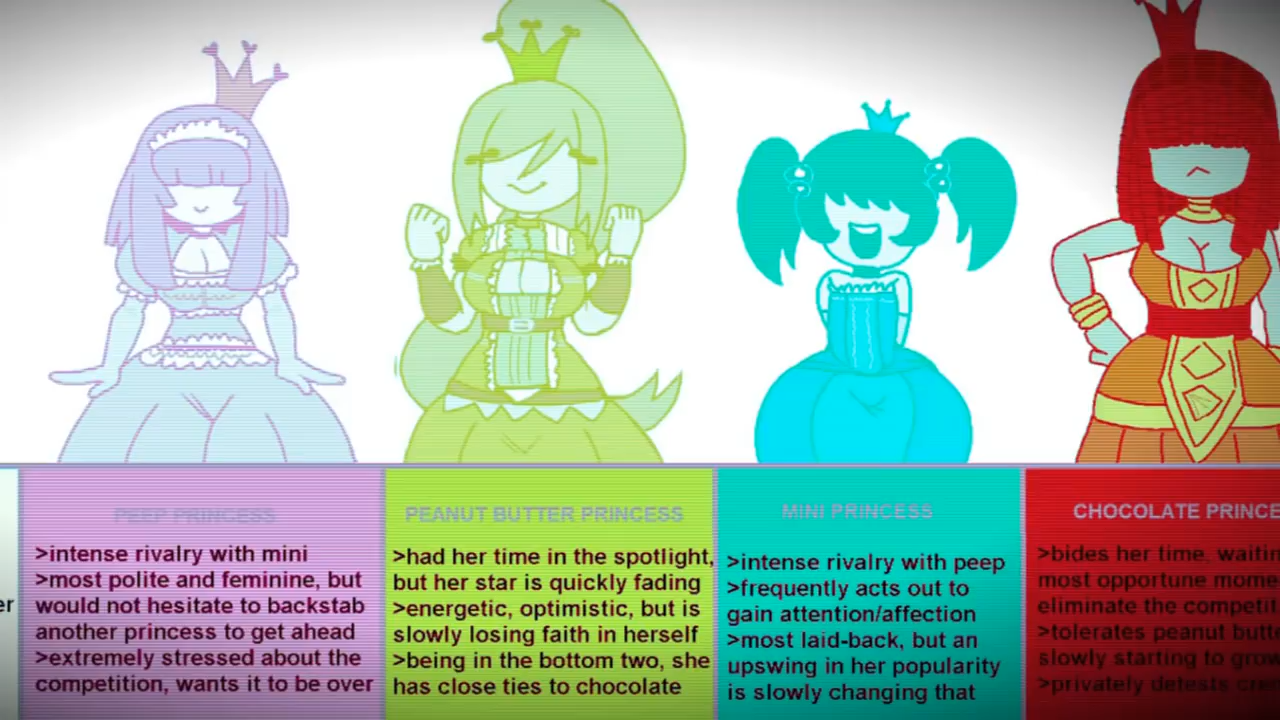 er
PEEP PRINCESS
>intense rivalry with mini
>most polite and feminine, but
would not hesitate to backstab
another princess to get ahead
>extremely stressed about the
competition, wants it to be over
PEANUT BUTTER PRINCESS
>had her time in the spotlight,
but her star is quickly fading
>energetic, optimistic, but is
slowly losing faith in herself
>being in the bottom two, she
has close ties to chocolate
MINI PRINCESS
>intense rivalry with peep
>frequently acts out to
gain attention/affection
>most laid-back, but an
upswing in her popularity
is slowly changing that
CHOCOLATE PRINCE
>bides her time, waitin
most opportune mome
eliminate the competit
>tolerates peanut butt
slowly starting to grow
>privately detests cre